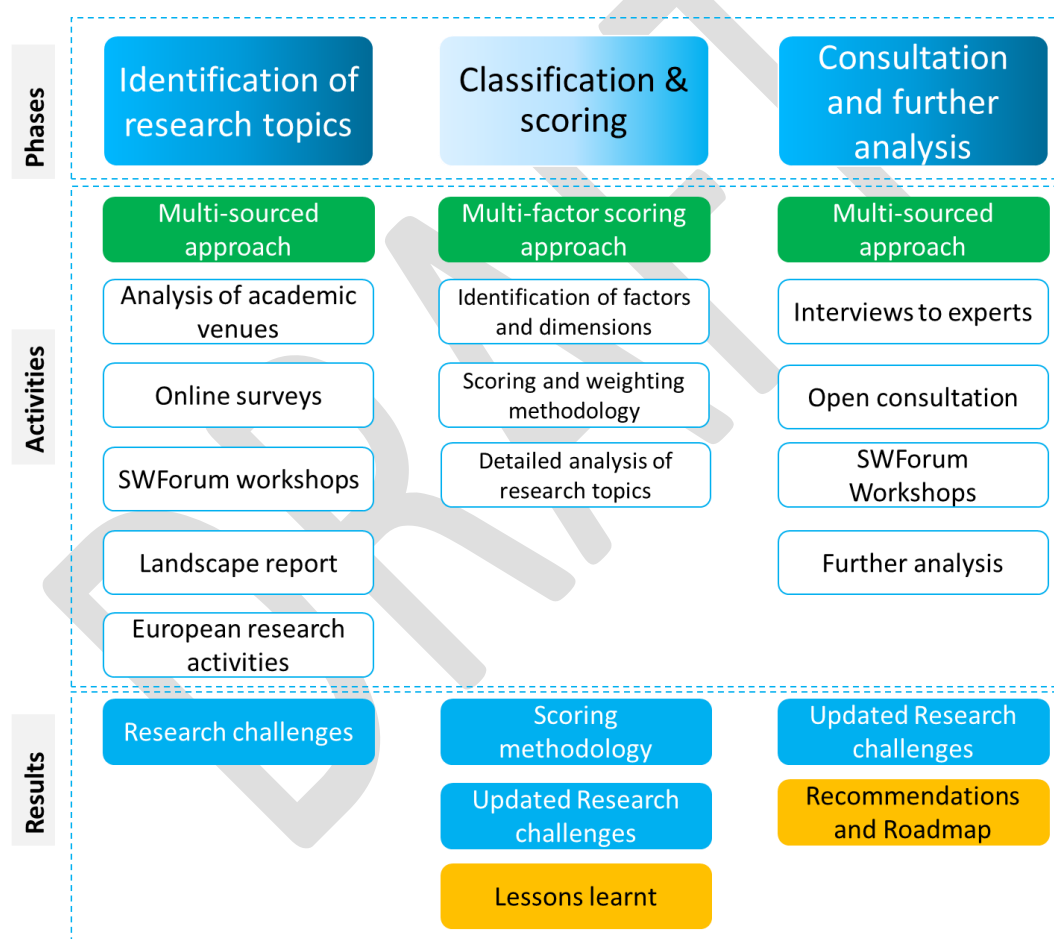 Phases
Identification of
research topics
Classification &
scoring
Consultation
and further
analysis
Activities
Multi-sourced
approach
Analysis of academic
venues
Online surveys
SWForum workshops
Landscape report
European research
activities
Multi-factor scoring
approach
Identification of factors
and dimensions
Scoring and weighting
methodology
Detailed analysis of
research topics
Multi-sourced
approach
Interviews to experts
Open consultation
SWForum
Workshops
Further analysis
Results
Research challenges
Scoring
methodology
Updated Research
challenges
Lessons learnt
Updated Research
challenges
Recommendations
and Roadmap
DRAFT